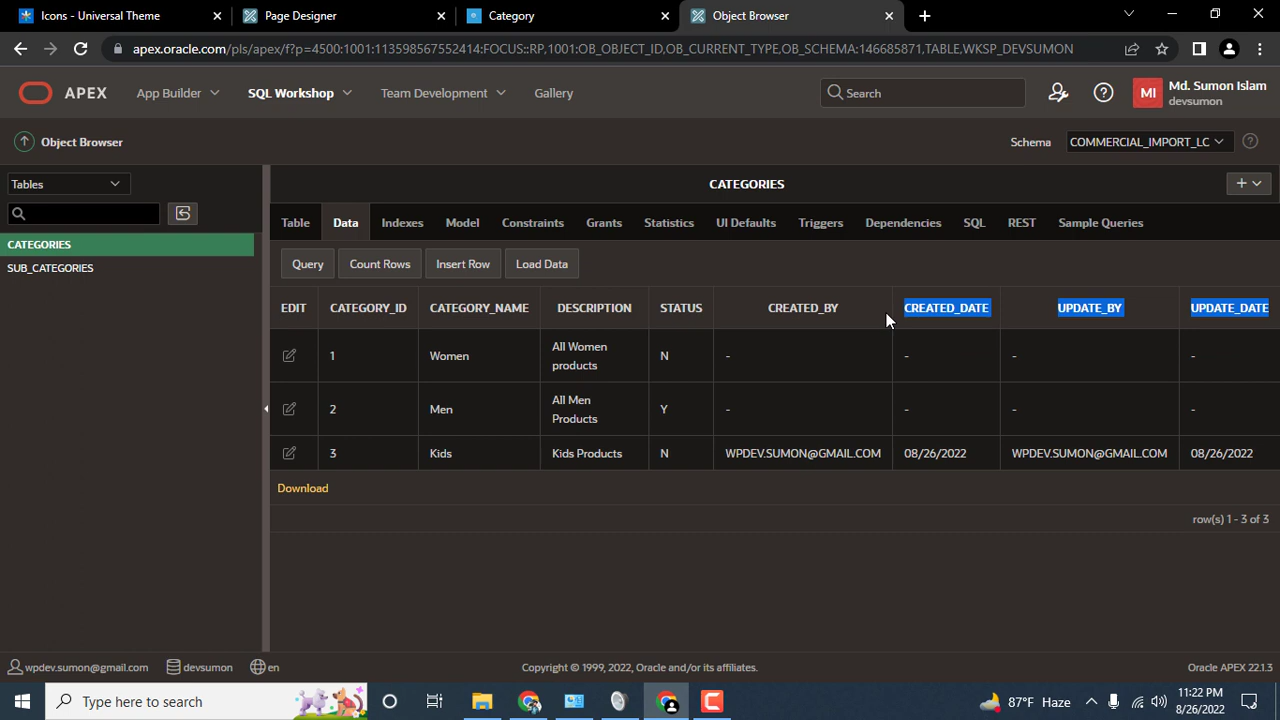 Icons - Universal Theme
Page Designer
Category
Object Browser
apex.oracle.com/pls/apex/f?p=4500:1001:113598567552414:FOCUS::RP,1001:OB_OBJECT_ID,OB_CURRENT_TYPE,OB_SCHEMA:146685871,TABLE,WKSP_DEVSUMON
APEX App Builder SQL Workshop Team Development Gallery Search MI Md. Sumon Islam
devsumon
Object Browser Schema COMMERCIAL_IMPORT_LC
Tables
CATEGORIES
Table Data Indexes Model Constraints Grants Statistics UI Defaults Triggers Dependencies SQL REST Sample Queries
CATEGORIES
SUB_CATEGORIES
Query Count Rows Insert Row Load Data
EDIT CATEGORY_ID CATEGORY_NAME DESCRIPTION STATUS CREATED_BY CREATED_DATE UPDATE_BY UPDATE_DATE
1 Women All Women products N - - - -
2 Men All Men Products Y - - - -
3 Kids Kids Products N WPDEV.SUMON@GMAIL.COM 08/26/2022 WPDEV.SUMON@GMAIL.COM 08/26/2022
Download
row(s) 1 - 3 of 3
wpdev.sumon@gmail.com devsumon en Copyright © 1999, 2022, Oracle and/or its affiliates. Oracle APEX 22.1.3
Type here to search 87°F Haze 11:22 PM
8/26/2022